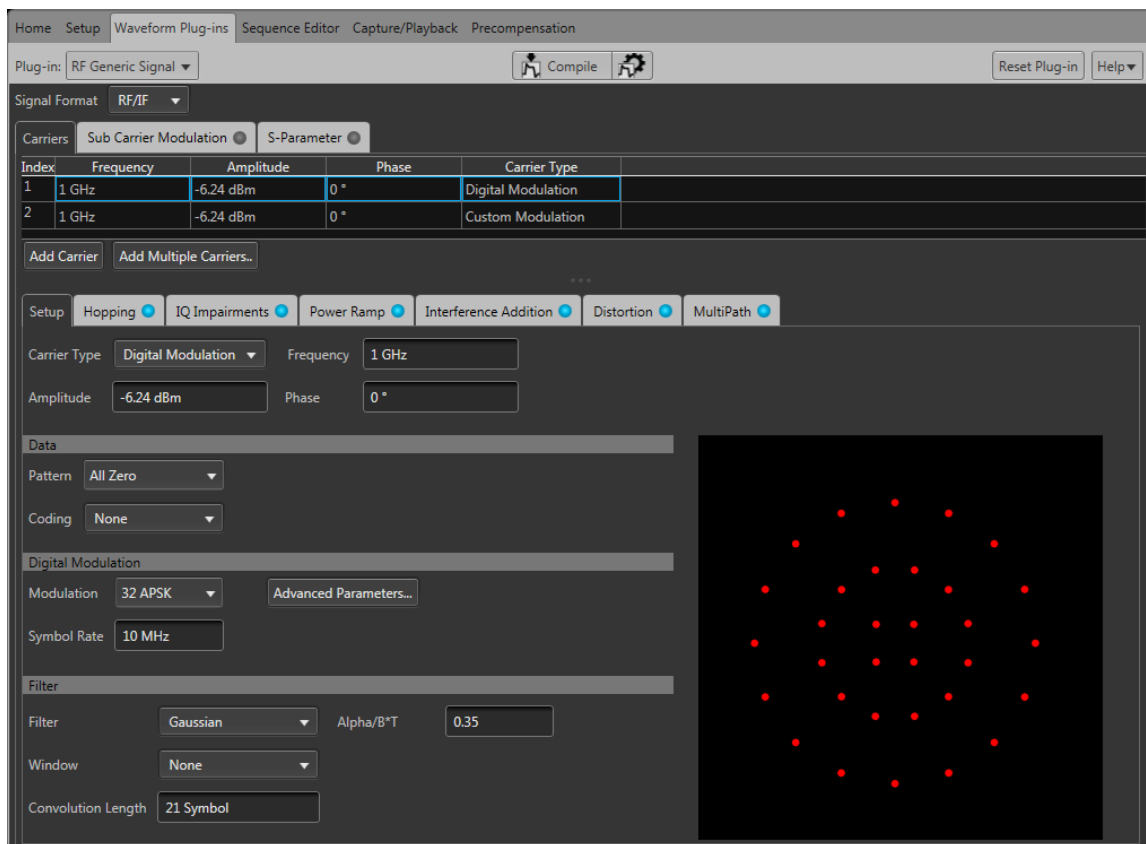 Home Setup Waveform Plug-ins Sequence Editor Capture/Playback Precompensation
Plug-in: RF Generic Signal Compile Reset Plug-in Help
Signal Format RF/IF
Carriers Sub Carrier Modulation S-Parameter
Index Frequency Amplitude Phase Carrier Type
1 1 GHz -6.24 dBm 0 ° Digital Modulation
2 1 GHz -6.24 dBm 0 ° Custom Modulation
Add Carrier Add Multiple Carriers..
Setup Hopping IQ Impairments Power Ramp Interference Addition Distortion MultiPath
Carrier Type Digital Modulation Frequency 1 GHz
Amplitude -6.24 dBm Phase 0 °
Data
Pattern All Zero
Coding None
Digital Modulation
Modulation 32 APSK Advanced Parameters...
Symbol Rate 10 MHz
Filter
Filter Gaussian Alpha/B*T 0.35
Window None
Convolution Length 21 Symbol